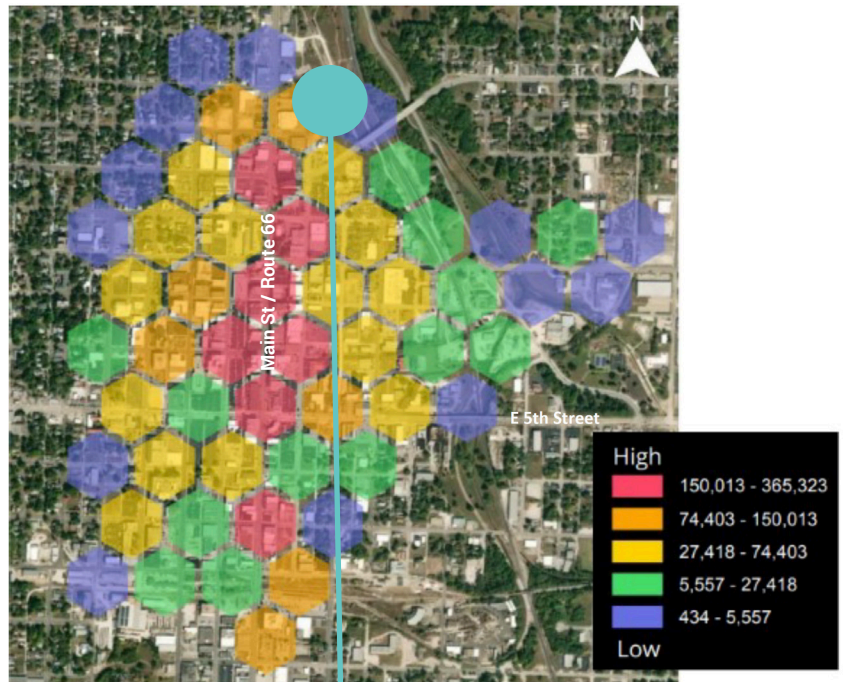 N
Main St / Route 66
E 5th Street
High
150,013 - 365,323
74,403 - 150,013
27,418 - 74,403
5,557 - 27,418
434 - 5,557
Low